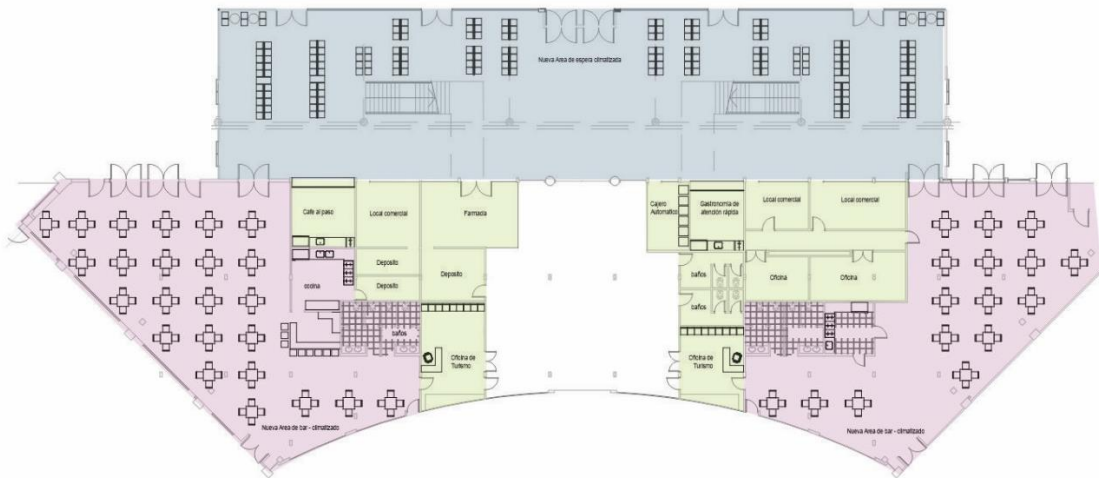 Nueva Area de espera climatizada
Cafe al paso
Local comercial
Farmacia
Cajero
Automatico
Gastronomia de
atención rápida
Local comercial
Local comercial
Deposito
Deposito
Deposito
cocina
baños
Oficina de
Turismo
baños
baños
Oficina
Oficina
Oficina de
Turismo
Nueva Area de bar - climatizado
Nueva Area de bar - climatizado